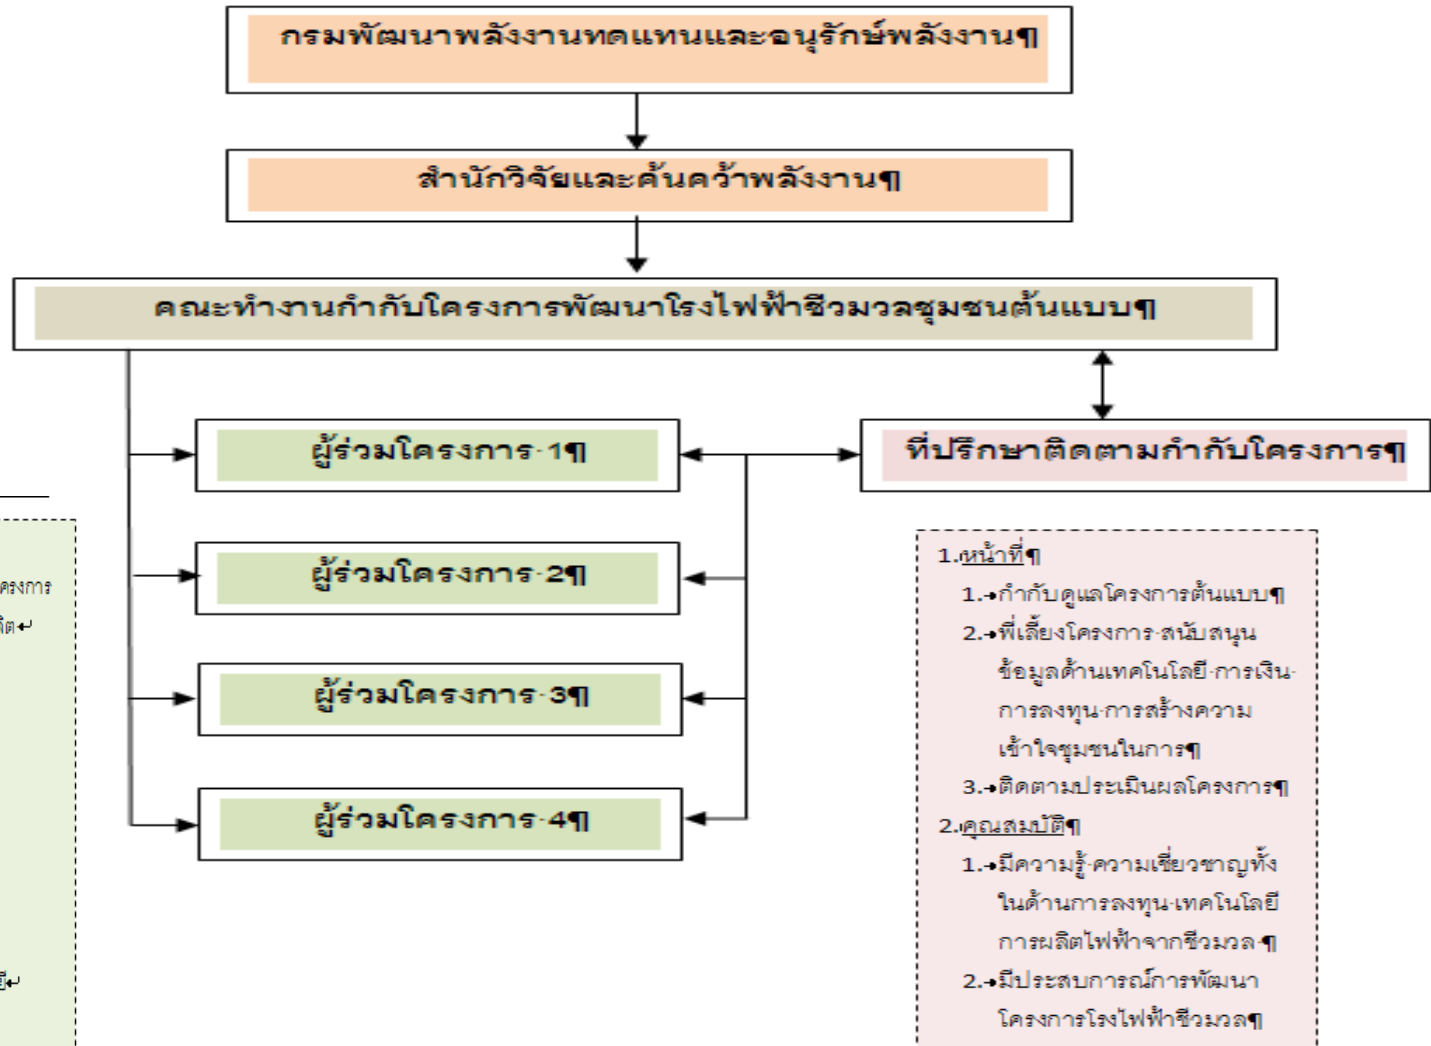 กรมพัฒนาพลังงานทดแทนและอนุรักษ์พลังงาน¶
สำนักวิจัยและค้นคว้าพลังงาน¶
คณะทำงานกำกับโครงการพัฒนาโรงไฟฟ้าชีวมวลชุมชนต้นแบบ¶
ผู้ร่วมโครงการ·1¶
ที่ปรึกษาติดตามกำกับโครงการ¶
ผู้ร่วมโครงการ·2¶
ผู้ร่วมโครงการ·3¶
ผู้ร่วมโครงการ·4¶
1.หน้าที่¶
1.→กำกับดูแลโครงการต้นแบบ¶
2.→พี่เลี้ยงโครงการ·สนับสนุน
ข้อมูลด้านเทคโนโลยี·การเงิน·
การลงทุน·การสร้างความ
เข้าใจชุมชนในการ¶
3.→ติดตามประเมินผลโครงการ¶
2.คุณสมบัติ¶
1.→มีความรู้·ความเชี่ยวชาญทั้ง
ในด้านการลงทุน·เทคโนโลยี
การผลิตไฟฟ้าจากชีวมวล·¶
2.→มีประสบการณ์การพัฒนา
โครงการโรงไฟฟ้าชีวมวล¶